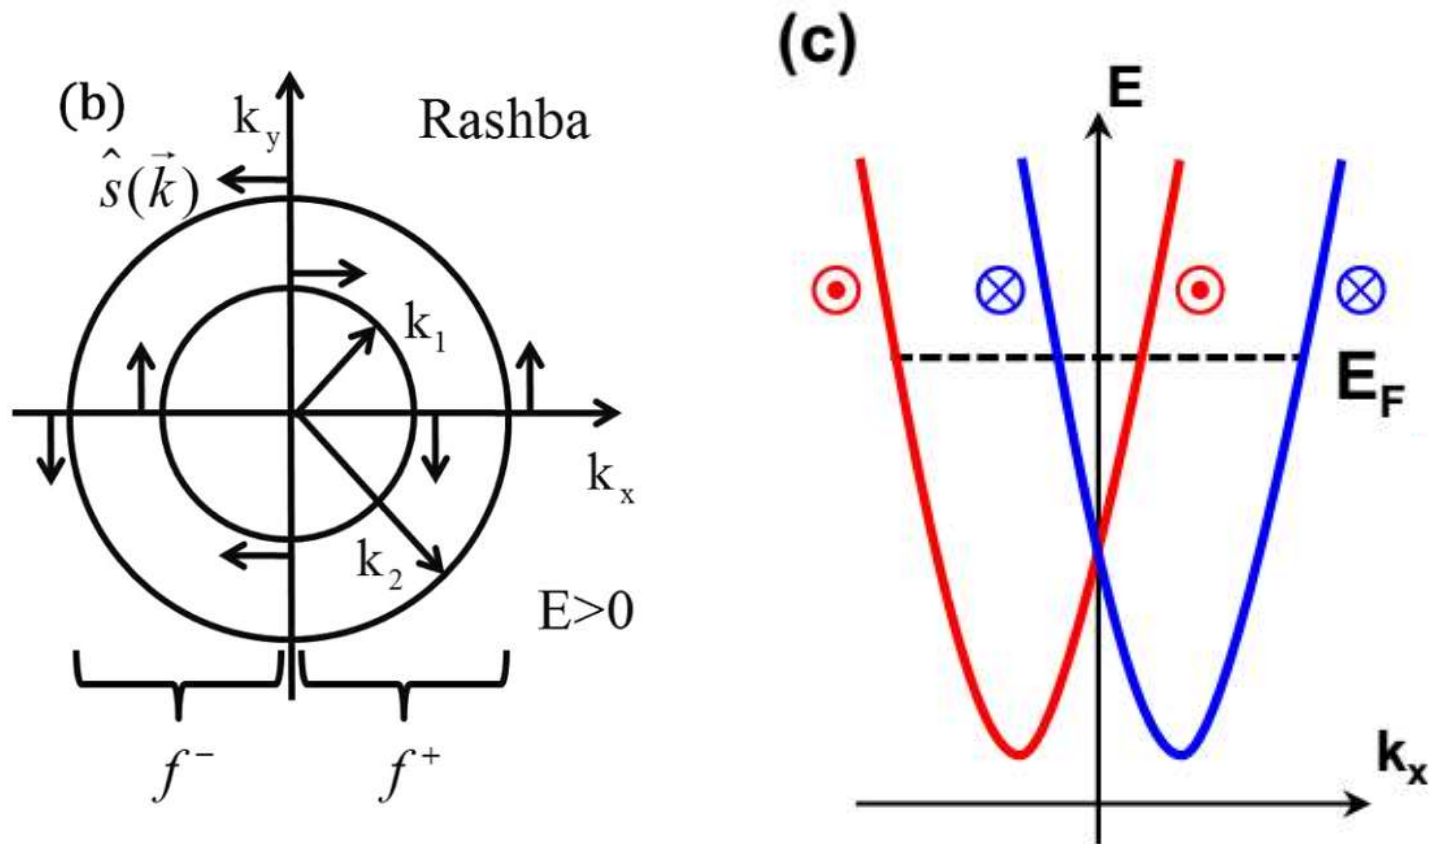 (b)
k_y
Rashba
ŝ(k⃗)
k_1
k_x
k_2
E>0
f^-
f^+
(c)
E
E_F
k_x